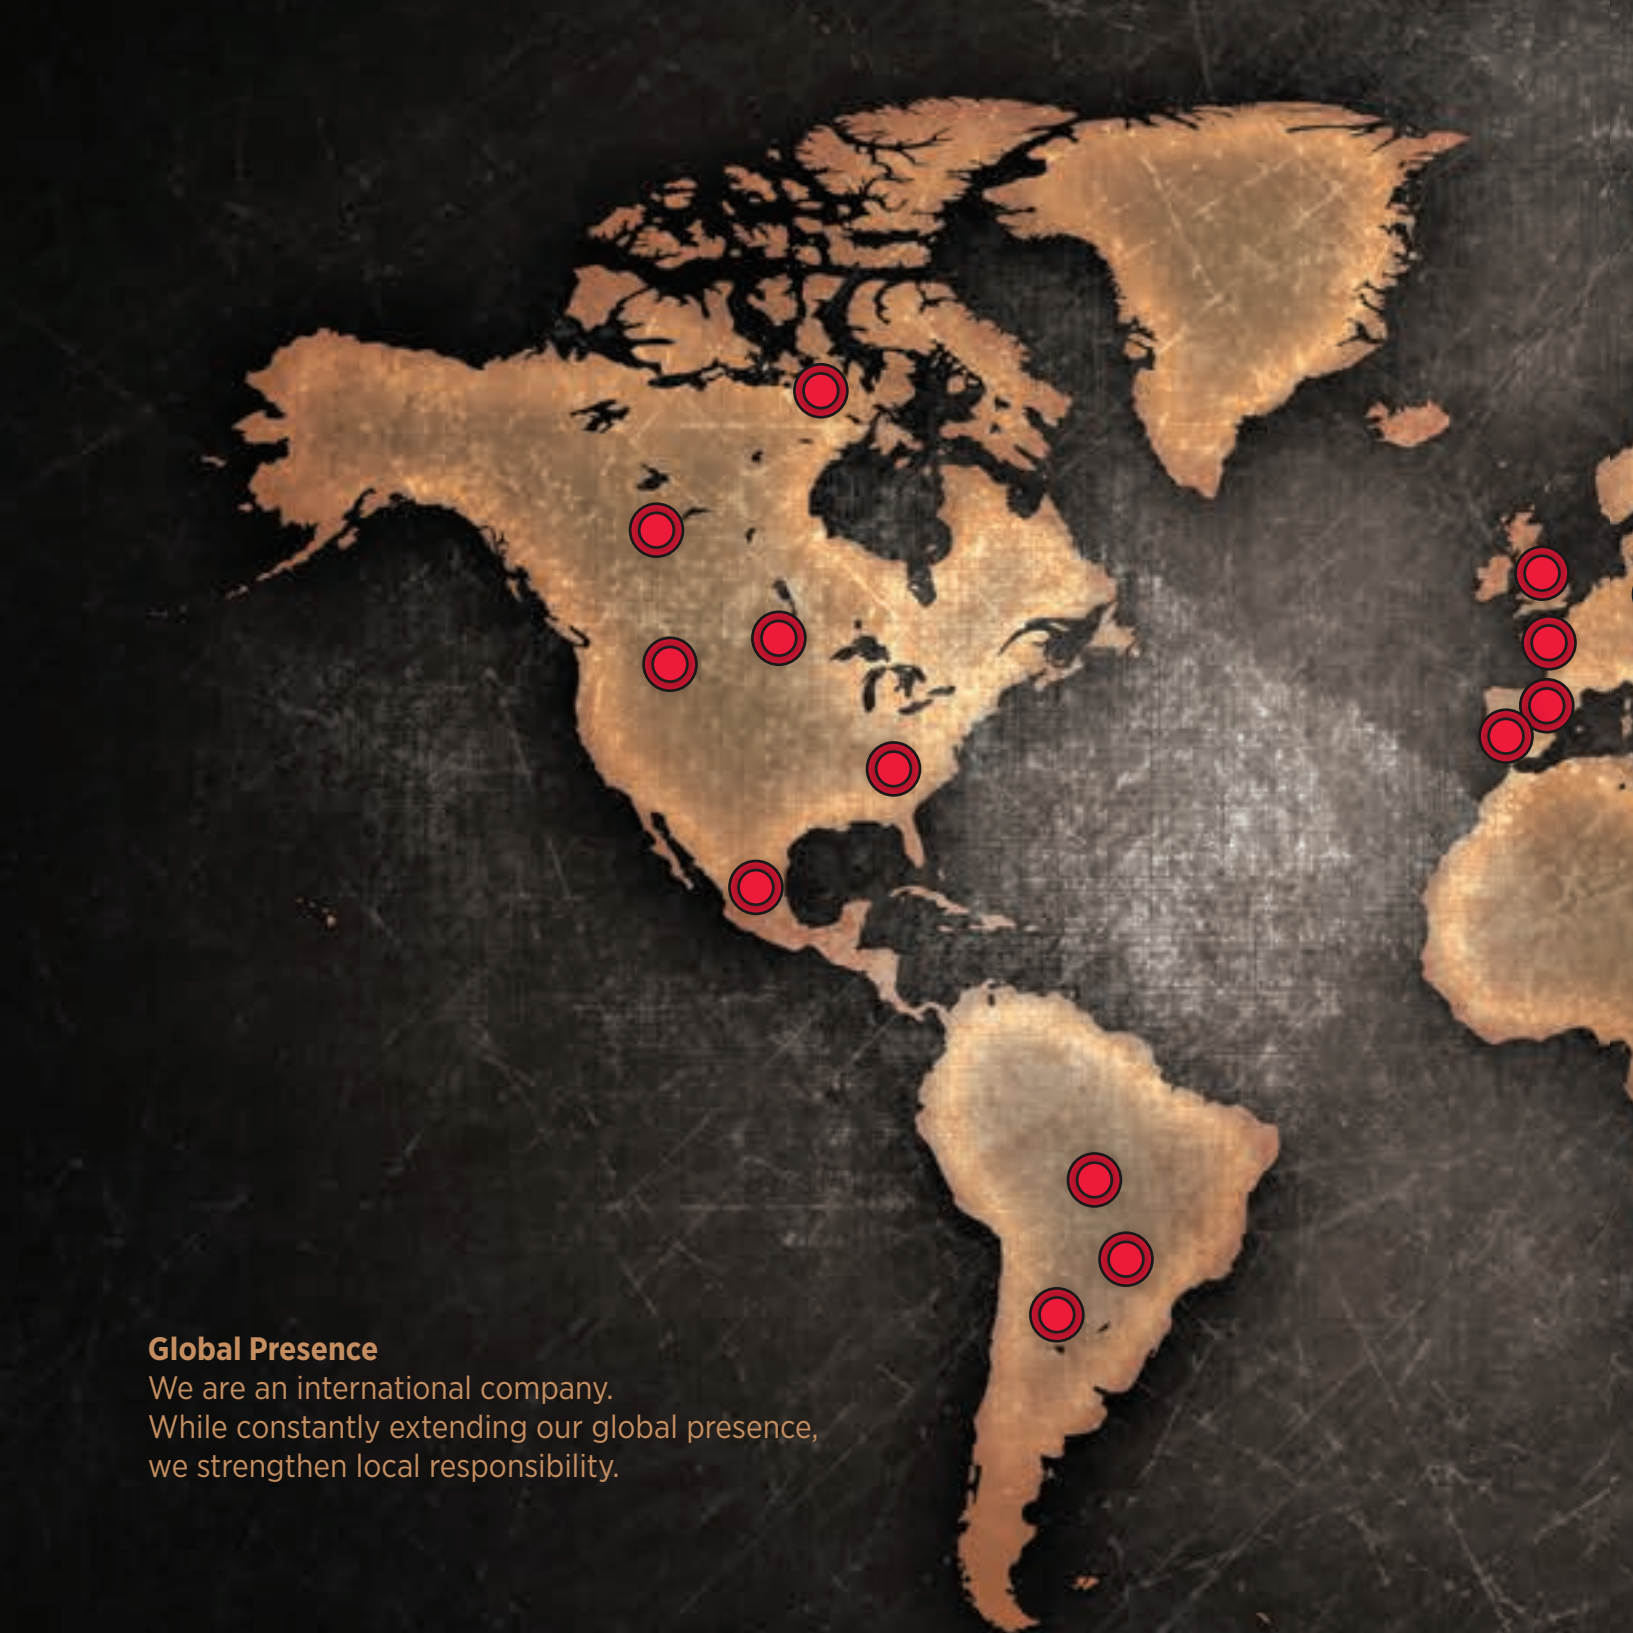 Global Presence
We are an international company.
While constantly extending our global presence,
we strengthen local responsibility.